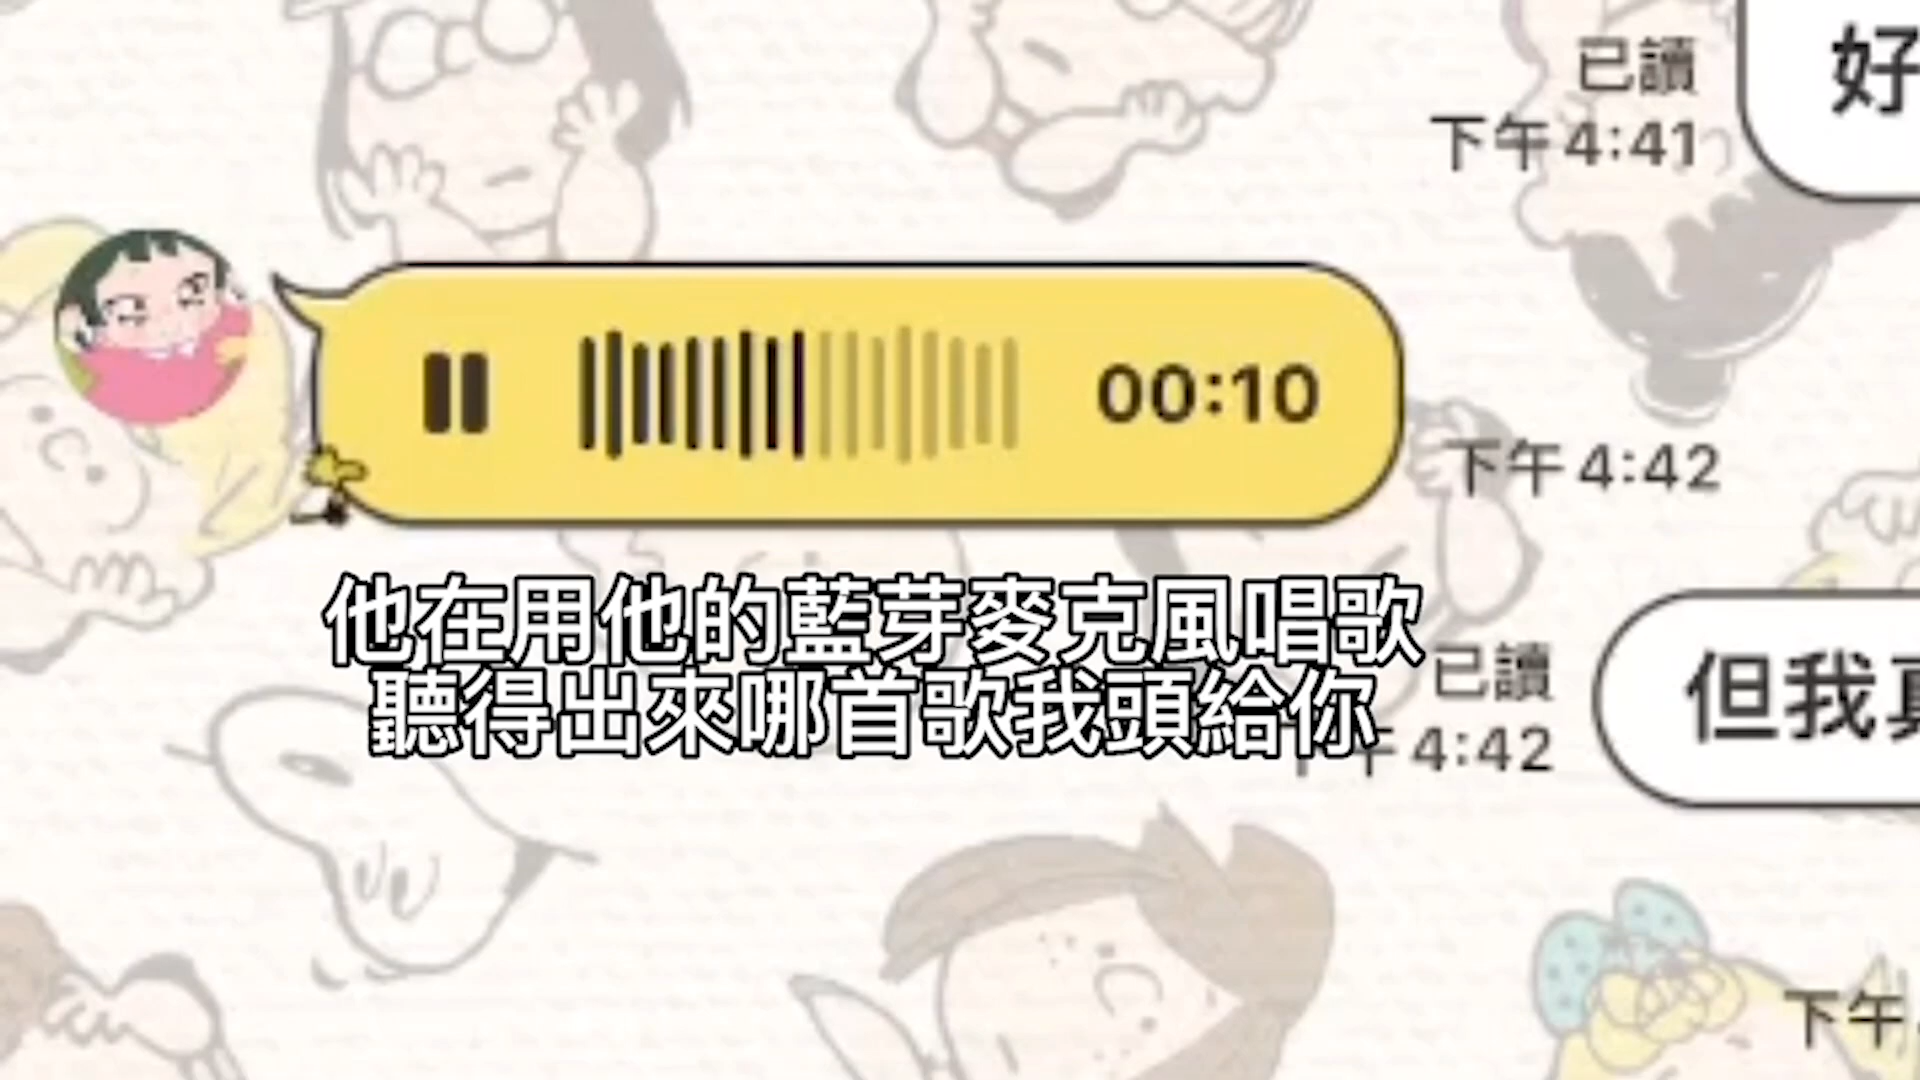 好
已讀
下午4:41
00:10
下午4:42
他在用他的藍芽麥克風唱歌
聽得出來哪首歌我頭給你
已讀
下午4:42
但我真
下午